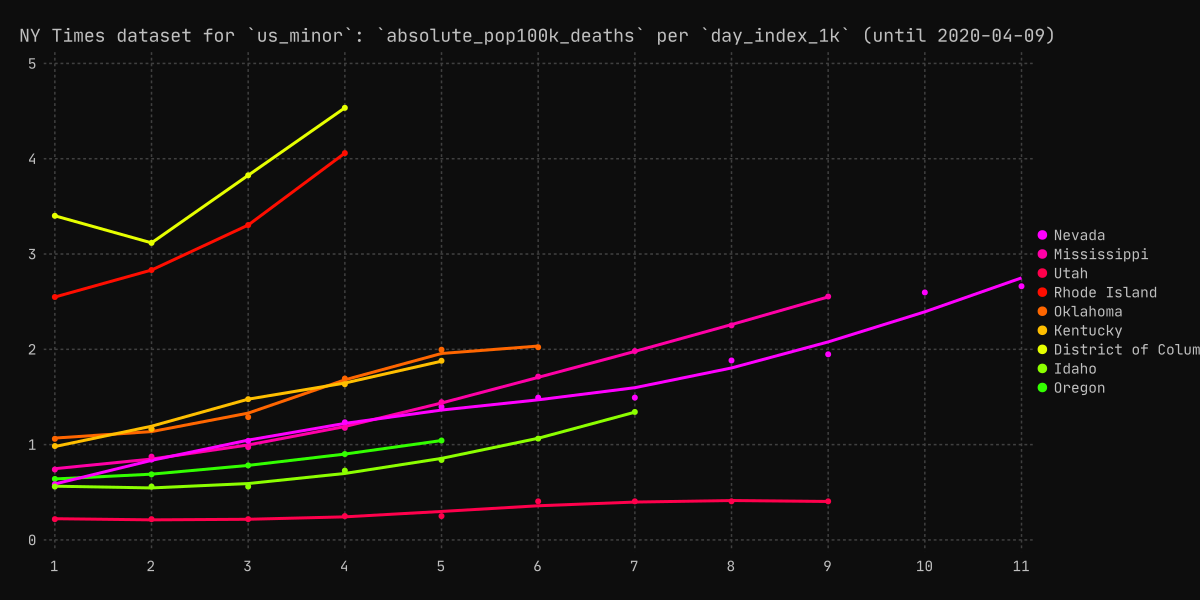 NY Times dataset for `us_minor`: `absolute_pop100k_deaths` per `day_index_1k` (until 2020-04-09)
5
4
3
2
1
0
1 2 3 4 5 6 7 8 9 10 11
Nevada
Mississippi
Utah
Rhode Island
Oklahoma
Kentucky
District of Colum
Idaho
Oregon